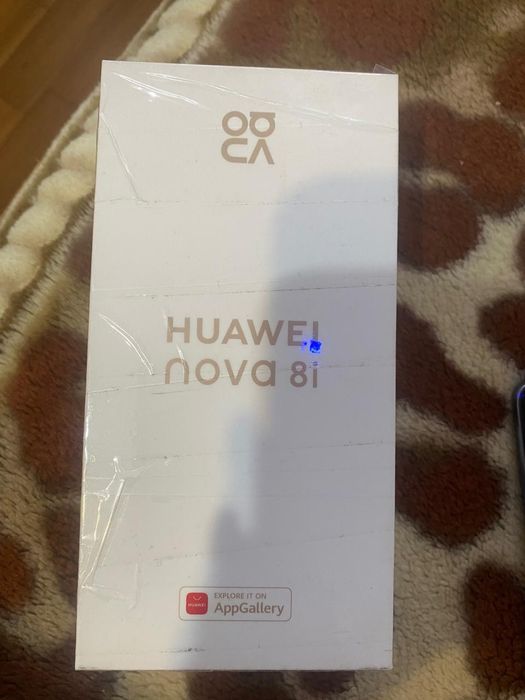 HUAWEI
nova 8i
HUAWEI
EXPLORE IT ON
AppGallery